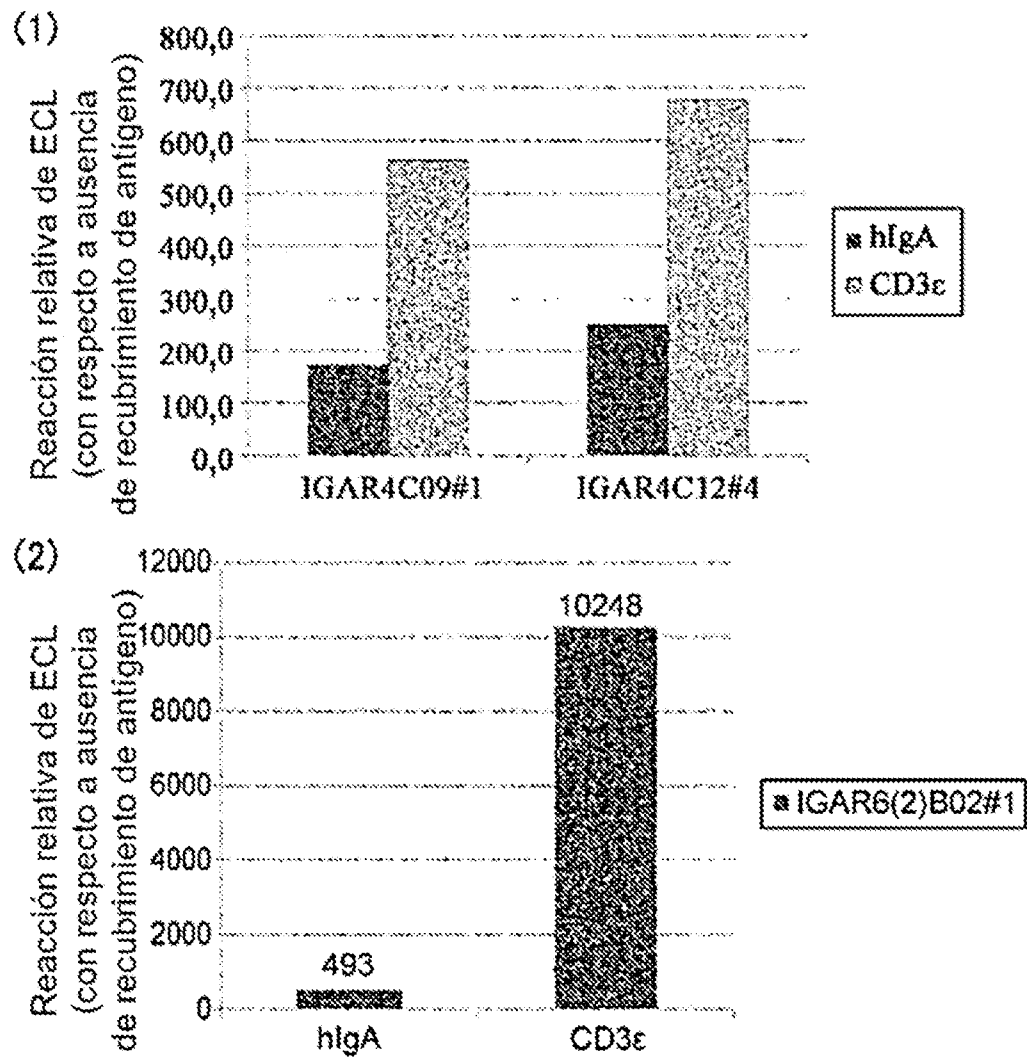 (1)
Reacción relativa de ECL
(con respecto a ausencia
de recubrimiento de antígeno)
800,0
700,0
600,0
500,0
400,0
300,0
200,0
100,0
0,0
IGAR4C09#1
IGAR4C12#4
hIgA
CD3ε
(2)
Reacción relativa de ECL
(con respecto a ausencia
de recubrimiento de antígeno)
12000
10000
8000
6000
4000
2000
0
493
10248
hIgA
CD3ε
IGAR6(2)B02#1